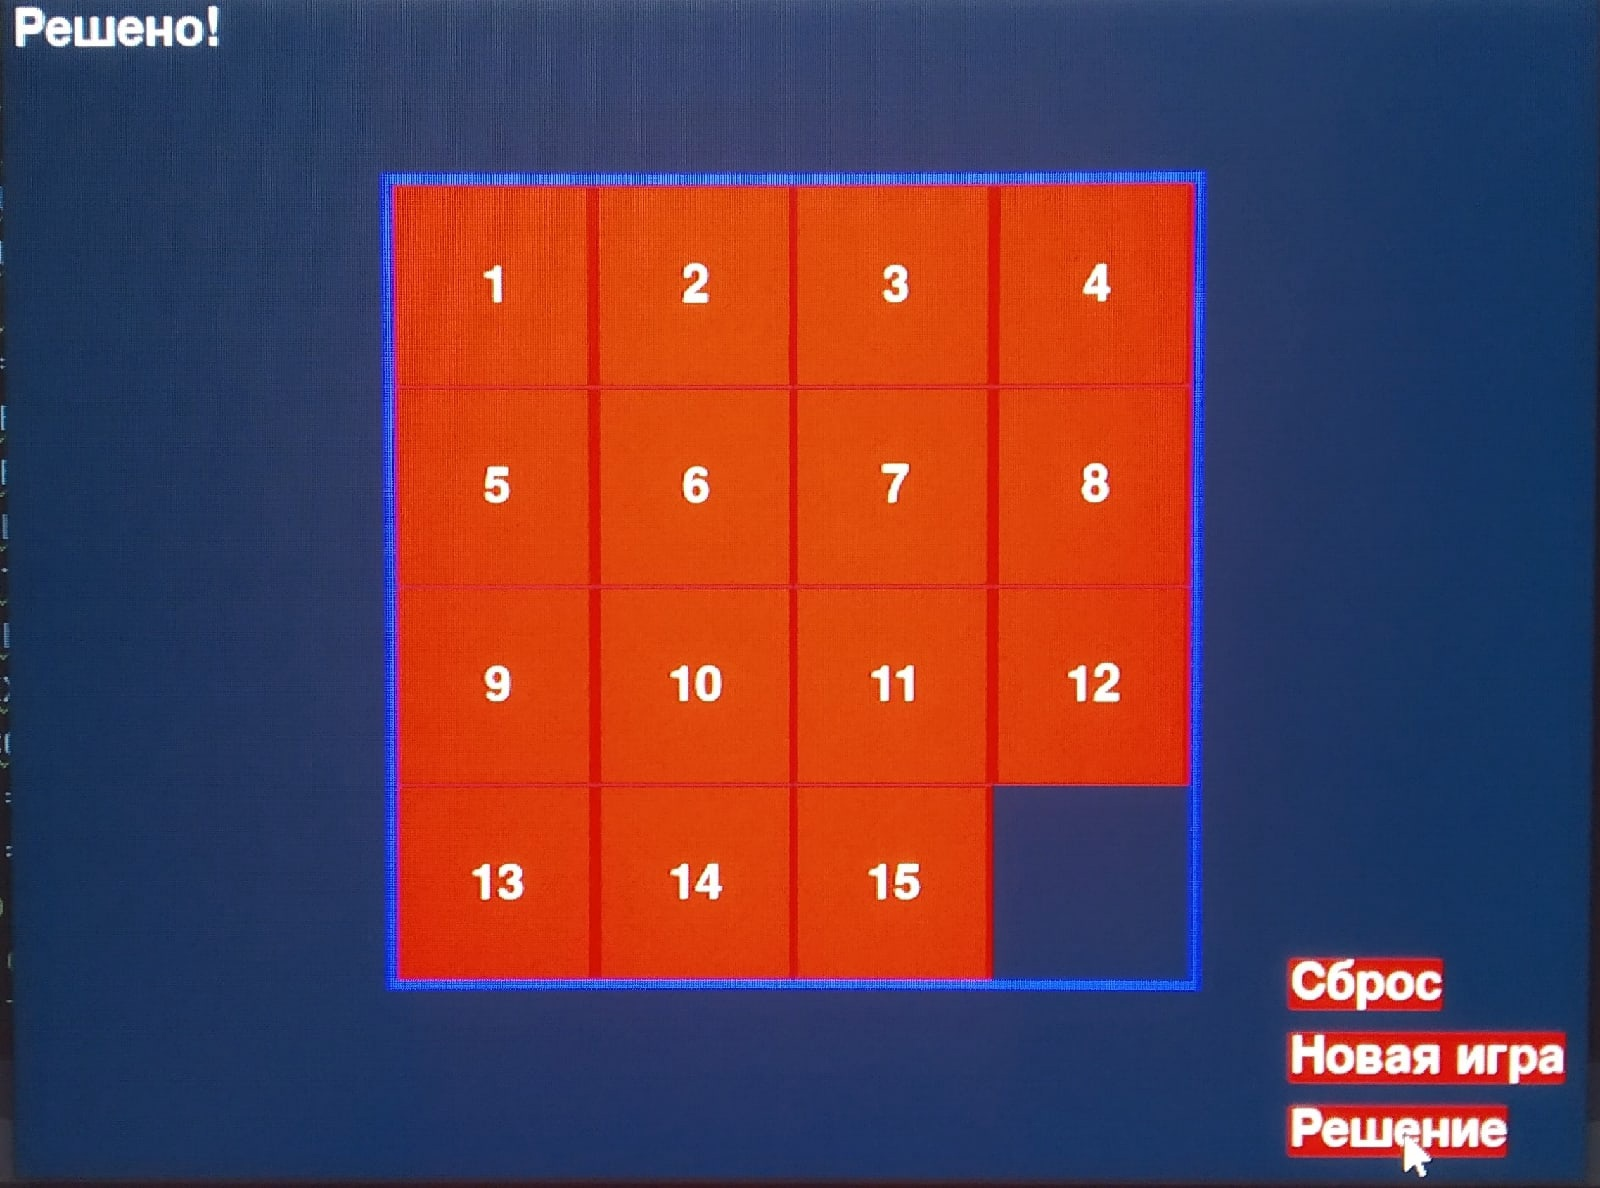 Решено!
1 2 3 4
5 6 7 8
9 10 11 12
13 14 15
Сброс
Новая игра
Решение